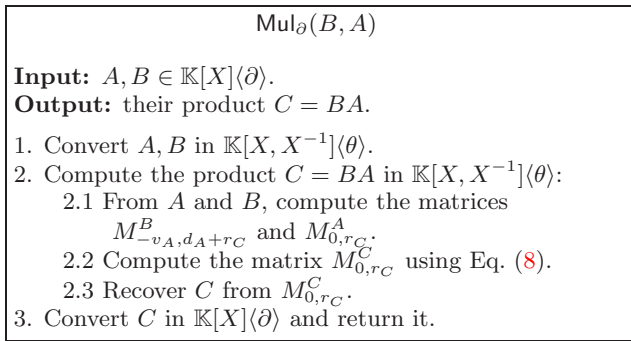 Mul∂(B, A)
Input: A, B ∈ 𝕂[X]⟨∂⟩.
Output: their product C = BA.
1. Convert A, B in 𝕂[X, X⁻¹]⟨θ⟩.
2. Compute the product C = BA in 𝕂[X, X⁻¹]⟨θ⟩:
2.1 From A and B, compute the matrices
M^B_{-v_A,d_A+r_C} and M^A_{0,r_C}.
2.2 Compute the matrix M^C_{0,r_C} using Eq. (8).
2.3 Recover C from M^C_{0,r_C}.
3. Convert C in 𝕂[X]⟨∂⟩ and return it.